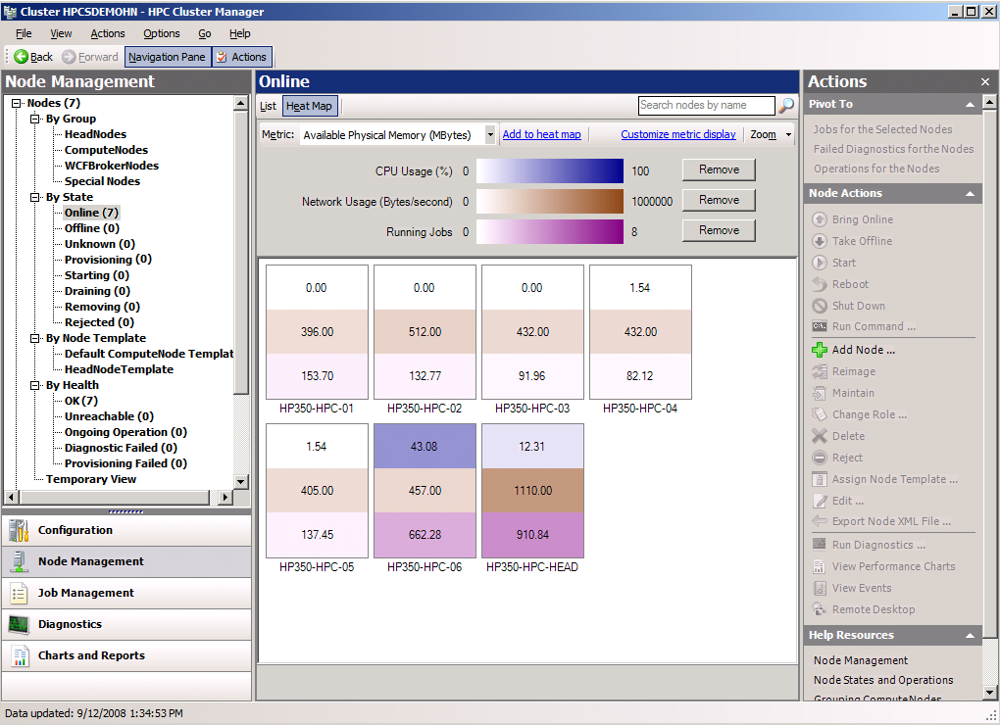 Cluster HPCSDEMOHN - HPC Cluster Manager
File View Actions Options Go Help
Back Forward Navigation Pane Actions
Node Management
Nodes (7)
By Group
HeadNodes
ComputeNodes
WCFBrokerNodes
Special Nodes
By State
Online (7)
Offline (0)
Unknown (0)
Provisioning (0)
Starting (0)
Draining (0)
Removing (0)
Rejected (0)
By Node Template
Default ComputeNode Templat
HeadNodeTemplate
By Health
OK (7)
Unreachable (0)
Ongoing Operation (0)
Diagnostic Failed (0)
Provisioning Failed (0)
Temporary View
Configuration
Node Management
Job Management
Diagnostics
Charts and Reports
Online
List Heat Map Search nodes by name
Metric: Available Physical Memory (MBytes) Add to heat map Customize metric display Zoom
CPU Usage (%) 0 100 Remove
Network Usage (Bytes/second) 0 1000000 Remove
Running Jobs 0 8 Remove
0.00 0.00 0.00 1.54
396.00 512.00 432.00 432.00
153.70 132.77 91.96 82.12
HP350-HPC-01 HP350-HPC-02 HP350-HPC-03 HP350-HPC-04
1.54 43.08 12.31
405.00 457.00 1110.00
137.45 662.28 910.84
HP350-HPC-05 HP350-HPC-06 HP350-HPC-HEAD
Actions
Pivot To
Jobs for the Selected Nodes
Failed Diagnostics for the Nodes
Operations for the Nodes
Node Actions
Bring Online
Take Offline
Start
Reboot
Shut Down
Run Command ...
Add Node ...
Reimage
Maintain
Change Role ...
Delete
Reject
Assign Node Template ...
Edit ...
Export Node XML File ...
Run Diagnostics ...
View Performance Charts
View Events
Remote Desktop
Help Resources
Node Management
Node States and Operations
Grouping Compute Nodes
Data updated: 9/12/2008 1:34:53 PM